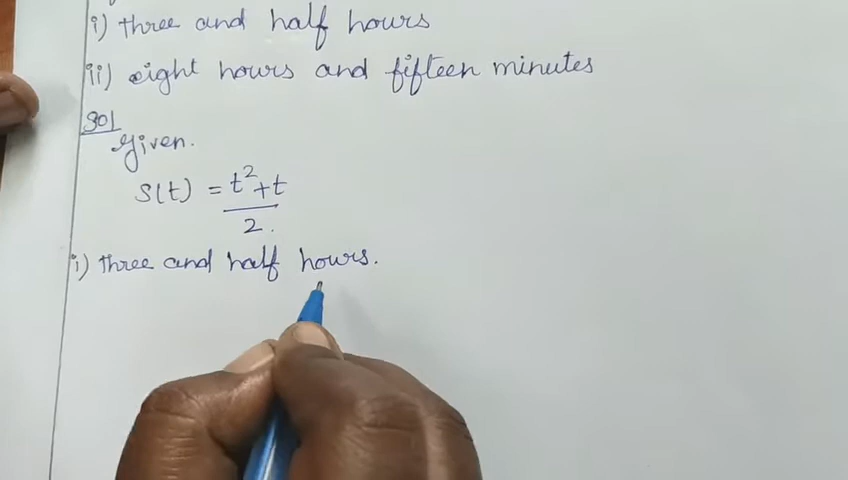 i) three and half hours
ii) eight hours and fifteen minutes
Sol
Given.
S(t) = t²+t
2.
i) three and half hours.